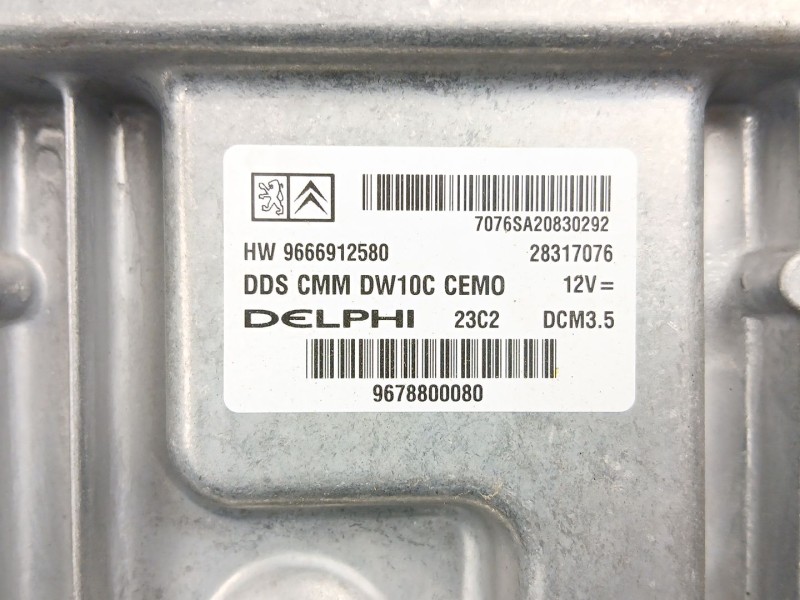 7076SA20830292
HW 9666912580 28317076
DDS CMM DW10C CEMO 12V=
DELPHI 23C2 DCM3.5
9678800080